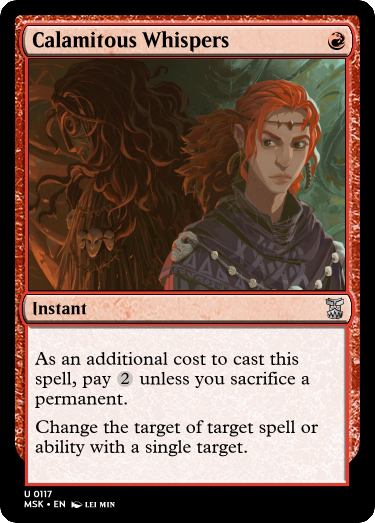 Calamitous Whispers
Instant
As an additional cost to cast this
spell, pay 2 unless you sacrifice a
permanent.
Change the target of target spell or
ability with a single target.
U 0117
MSK • EN LEI MIN